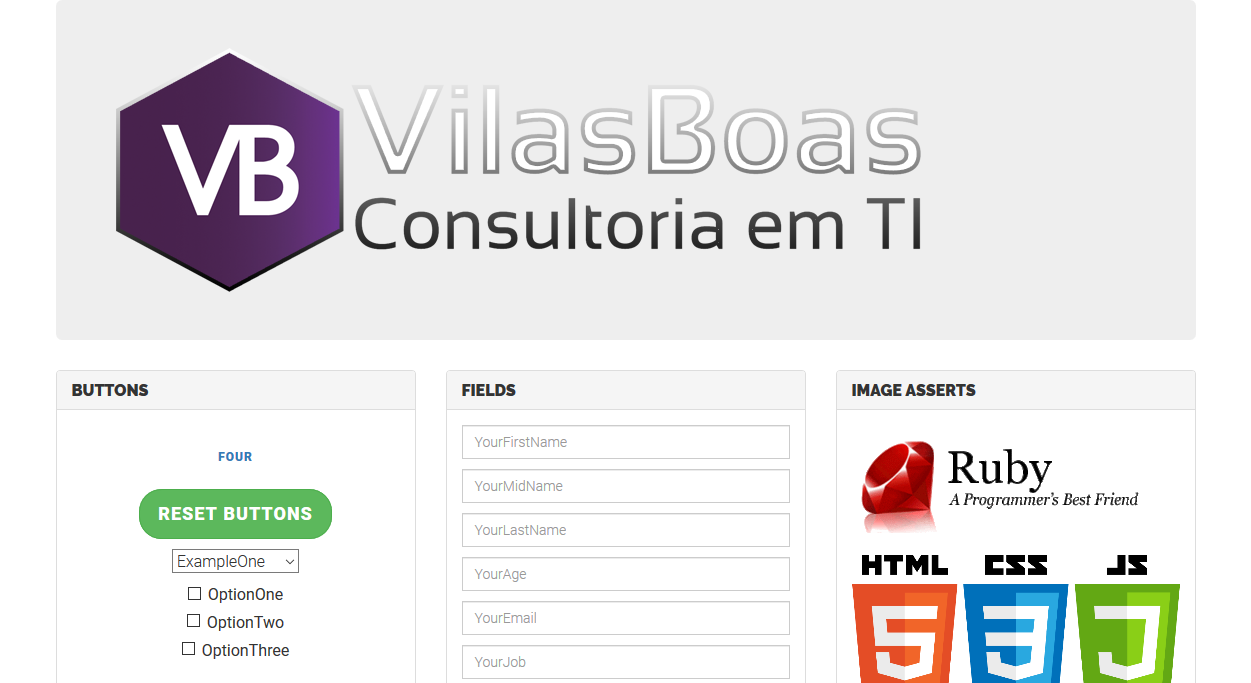 VB
VilasBoas
Consultoria em TI
BUTTONS
FOUR
RESET BUTTONS
ExampleOne
OptionOne
OptionTwo
OptionThree
FIELDS
YourFirstName
YourMidName
YourLastName
YourAge
YourEmail
YourJob
IMAGE ASSERTS
Ruby
A Programmer's Best Friend
HTML CSS JS
5 3 J